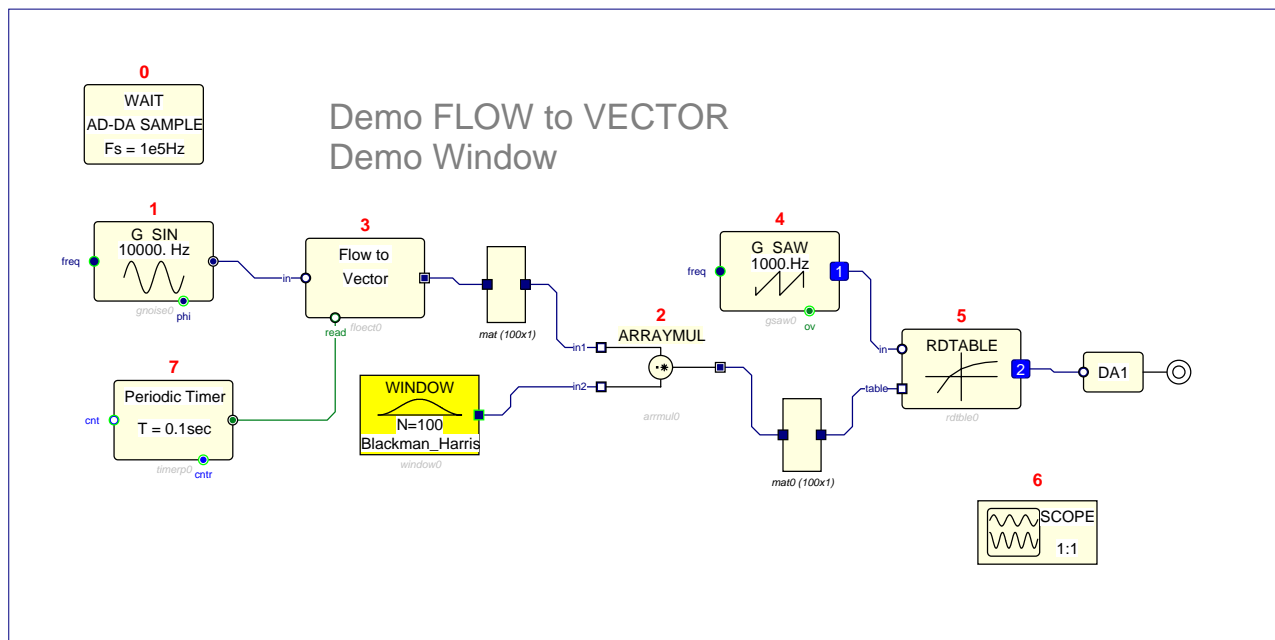 0
WAIT
AD-DA SAMPLE
Fs = 1e5Hz
Demo FLOW to VECTOR
Demo Window
1
G SIN
10000. Hz
freq
gnoise0
phi
3
Flow to
Vector
in
read
floect0
mat (100x1)
4
G SAW
1000.Hz
freq
1
gsaw0
ov
2
ARRAYMUL
in1
in2
arrmul0
5
RDTABLE
in
table
2
rdtble0
DA1
7
Periodic Timer
T = 0.1sec
cnt
timerp0
cntr
WINDOW
N=100
Blackman_Harris
window0
mat0 (100x1)
6
SCOPE
1:1